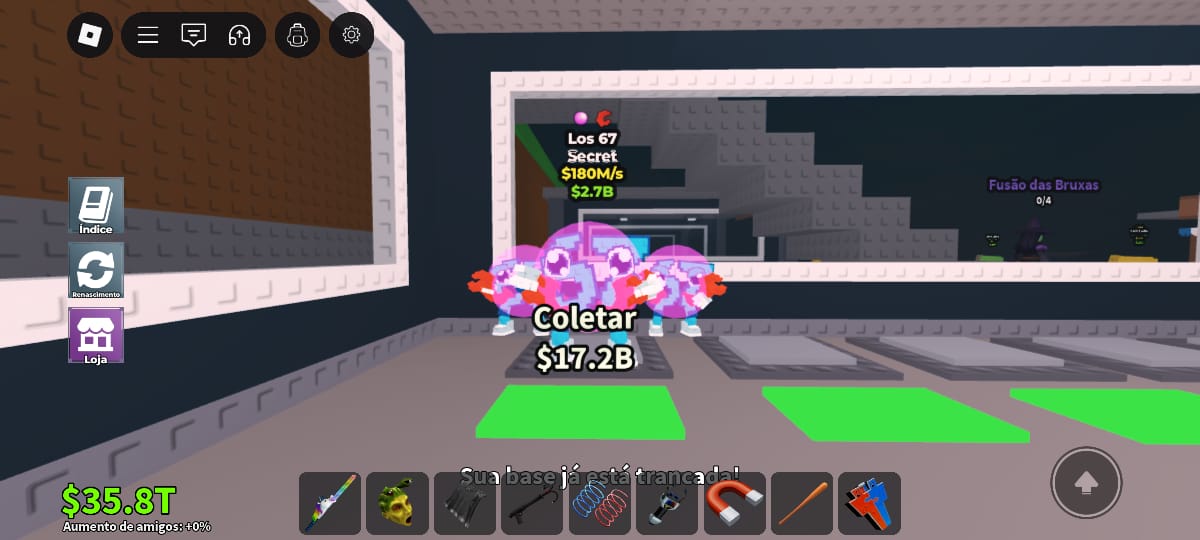 Los 67
Secret
$180M/s
$2.7B
Fusão das Bruxas
0/4
Índice
Renascimento
Loja
Coletar
$17.2B
Sua base já está trancada!
$35.8T
Aumento de amigos: +0%